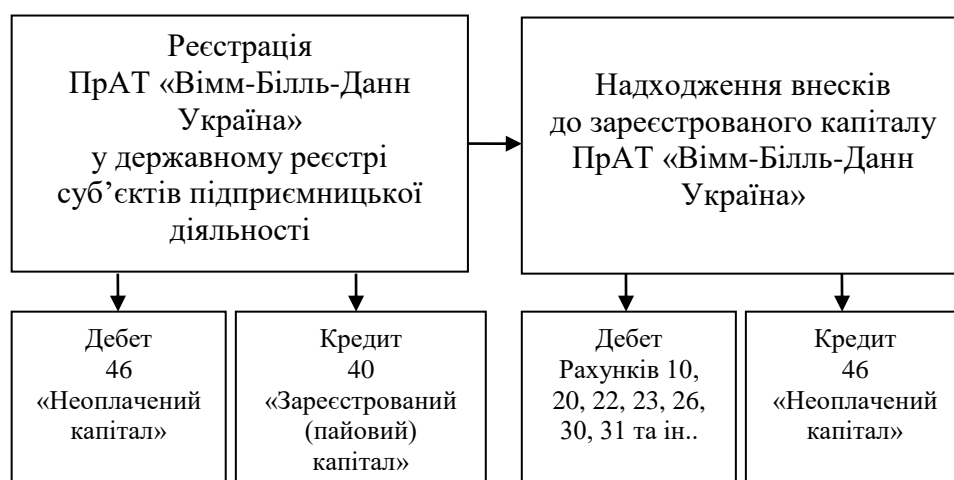 Реєстрація
ПрАТ «Вімм-Білль-Данн
Україна»
у державному реєстрі
суб’єктів підприємницької
діяльності
Надходження внесків
до зареєстрованого капіталу
ПрАТ «Вімм-Білль-Данн
Україна»
Дебет
46
«Неоплачений
капітал»
Кредит
40
«Зареєстрований
(пайовий)
капітал»
Дебет
Рахунків 10,
20, 22, 23, 26,
30, 31 та ін..
Кредит
46
«Неоплачений
капітал»